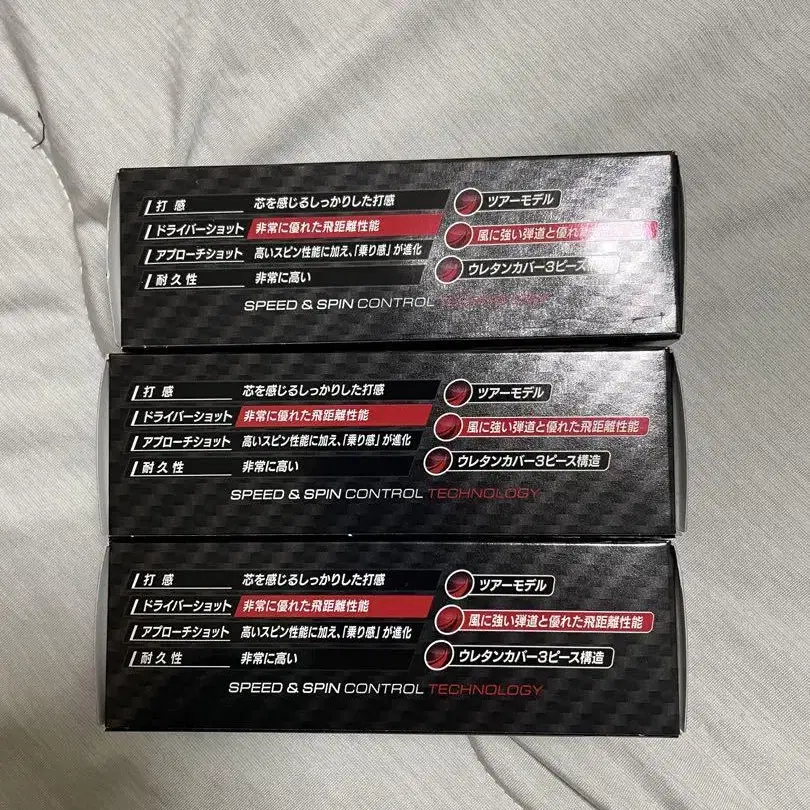 打感 芯を感じるしっかりした打感
ドライバーショット 非常に優れた飛距離性能
アプローチショット 高いスピン性能に加え、「乗り感」が進化
耐久性 非常に高い
ツアーモデル
風に強い弾道と優れ
ウレタンカバー3ピース構造
SPEED & SPIN CONTROL TECHNOLOGY
打感 芯を感じるしっかりした打感
ドライバーショット 非常に優れた飛距離性能
アプローチショット 高いスピン性能に加え、「乗り感」が進化
耐久性 非常に高い
ツアーモデル
風に強い弾道と優れた飛距離性能
ウレタンカバー3ピース構造
SPEED & SPIN CONTROL TECHNOLOGY
打感 芯を感じるしっかりした打感
ドライバーショット 非常に優れた飛距離性能
アプローチショット 高いスピン性能に加え、「乗り感」が進化
耐久性 非常に高い
ツアーモデル
風に強い弾道と優れた飛距離性能
ウレタンカバー3ピース構造
SPEED & SPIN CONTROL TECHNOLOGY